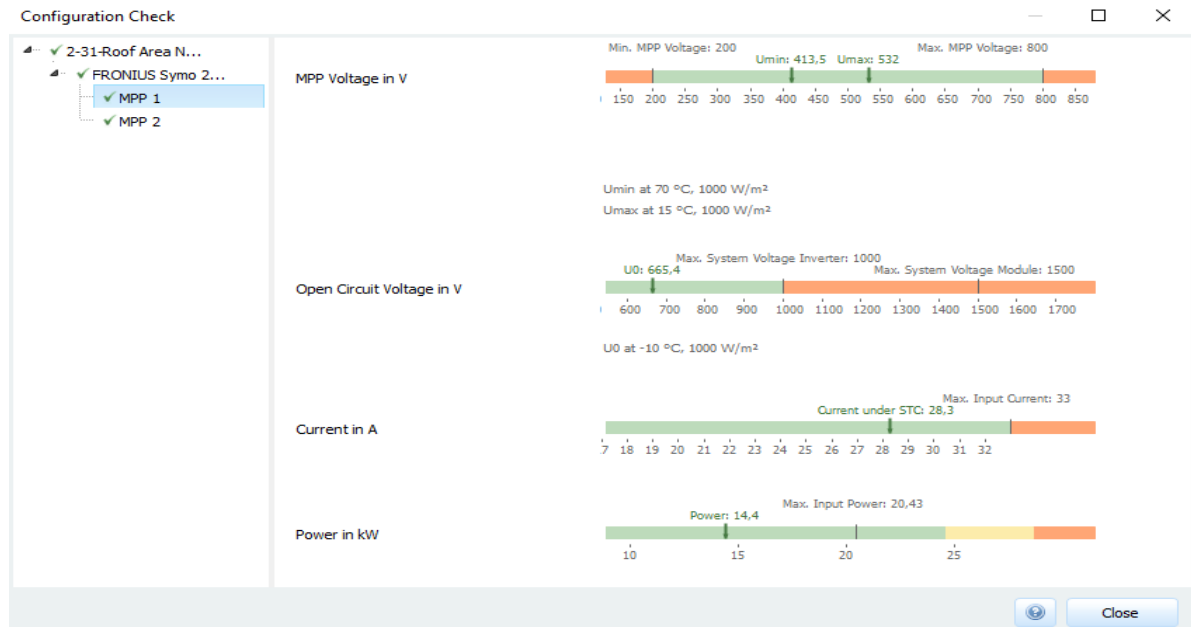 Configuration Check
2-31-Roof Area N...
FRONIUS Symo 2...
MPP 1
MPP 2
MPP Voltage in V
Min. MPP Voltage: 200
Max. MPP Voltage: 800
Umin: 413,5 Umax: 532
150 200 250 300 350 400 450 500 550 600 650 700 750 800 850
Umin at 70 ºC, 1000 W/m²
Umax at 15 ºC, 1000 W/m²
Open Circuit Voltage in V
Max. System Voltage Inverter: 1000
U0: 665,4
Max. System Voltage Module: 1500
600 700 800 900 1000 1100 1200 1300 1400 1500 1600 1700
U0 at -10 ºC, 1000 W/m²
Current in A
Max. Input Current: 33
Current under STC: 28,3
7 18 19 20 21 22 23 24 25 26 27 28 29 30 31 32
Power in kW
Max. Input Power: 20,43
Power: 14,4
10 15 20 25
Close